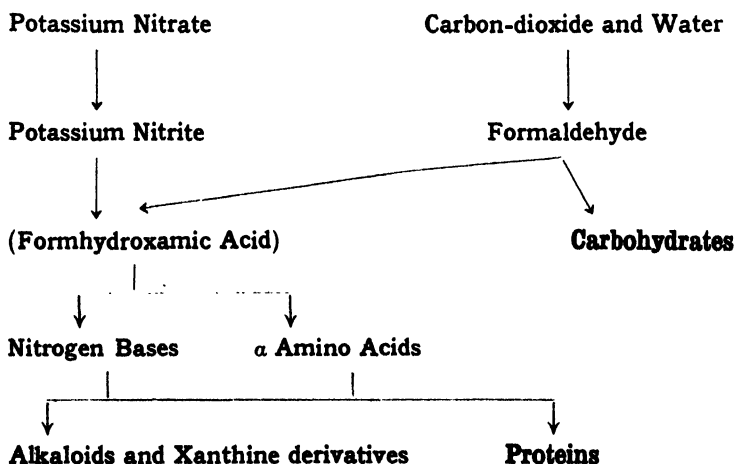 Potassium Nitrate Carbon-dioxide and Water
Potassium Nitrite Formaldehyde
(Formhydroxamic Acid) Carbohydrates
Nitrogen Bases α Amino Acids
Alkaloids and Xanthine derivatives Proteins